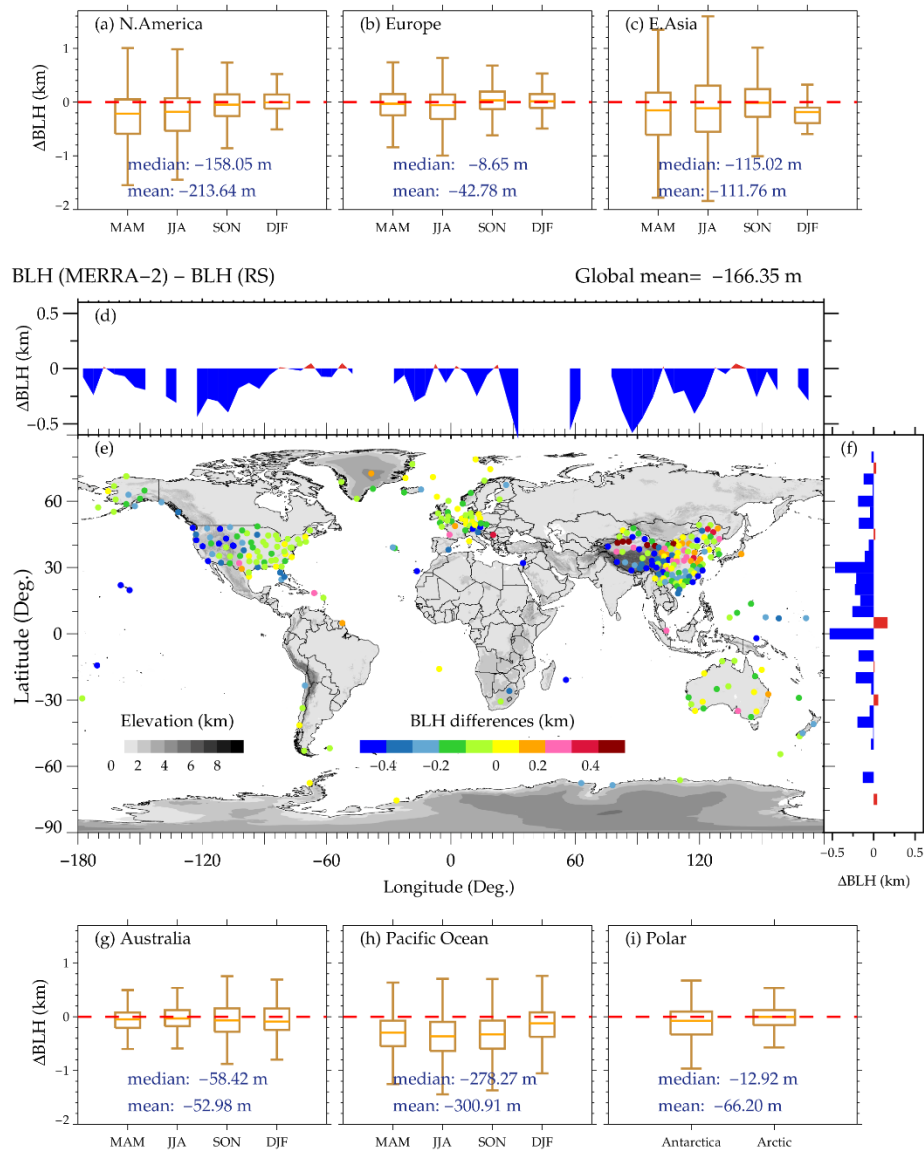 (a) N.America
(b) Europe
(c) E.Asia
ΔBLH (km)
1
0
−1
−2
median: −158.05 m
mean: −213.64 m
median: −8.65 m
mean: −42.78 m
median: −115.02 m
mean: −111.76 m
MAM JJA SON DJF
MAM JJA SON DJF
MAM JJA SON DJF
BLH (MERRA−2) − BLH (RS)
Global mean= −166.35 m
(d)
ΔBLH (km)
0.5
0
−0.5
(e)
(f)
Latitude (Deg.)
60
30
0
−30
−60
−90
Elevation (km)
0 2 4 6 8
BLH differences (km)
−0.4 −0.2 0 0.2 0.4
−180 −120 −60 0 60 120
Longitude (Deg.)
−0.5 0 0.5
ΔBLH (km)
(g) Australia
(h) Pacific Ocean
(i) Polar
ΔBLH (km)
1
0
−1
−2
median: −58.42 m
mean: −52.98 m
median: −278.27 m
mean: −300.91 m
median: −12.92 m
mean: −66.20 m
MAM JJA SON DJF
MAM JJA SON DJF
Antarctica Arctic